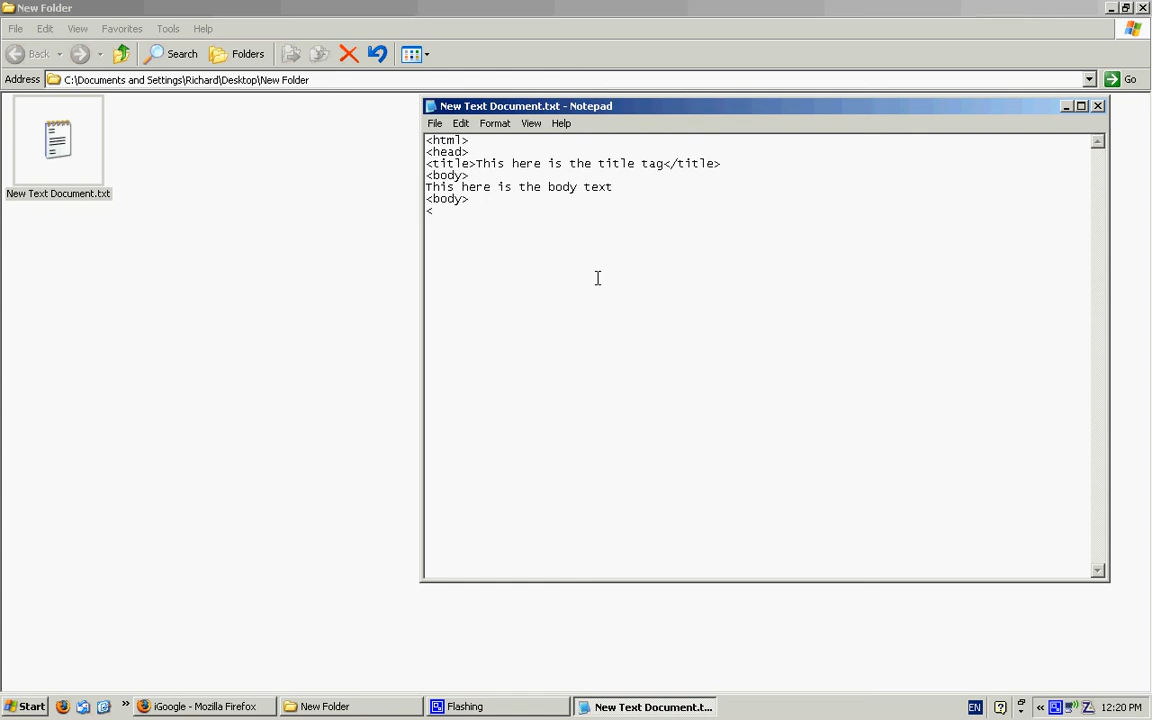 New Folder
File Edit View Favorites Tools Help
Back Search Folders
Address C:\Documents and Settings\Richard\Desktop\New Folder Go
New Text Document.txt
New Text Document.txt - Notepad
File Edit Format View Help
<html>
<head>
<title>This here is the title tag</title>
<body>
This here is the body text
<body>
<
Start » iGoogle - Mozilla Firefox New Folder Flashing New Text Document.t... EN ? « Z 12:20 PM